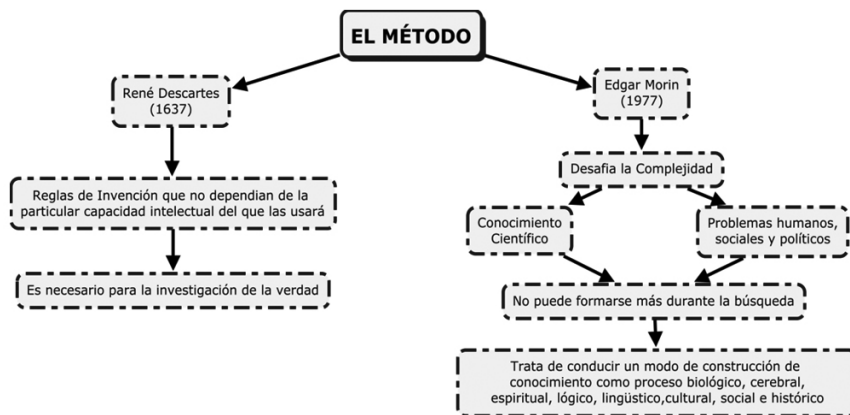 EL MÉTODO
René Descartes
(1637)
Reglas de Invención que no dependian de la
particular capacidad intelectual del que las usará
Es necesario para la investigación de la verdad
Edgar Morin
(1977)
Desafia la Complejidad
Conocimiento
Científico
Problemas humanos,
sociales y políticos
No puede formarse más durante la búsqueda
Trata de conducir un modo de construcción de
conocimiento como proceso biológico, cerebral,
espiritual, lógico, lingüstico,cultural, social e histórico